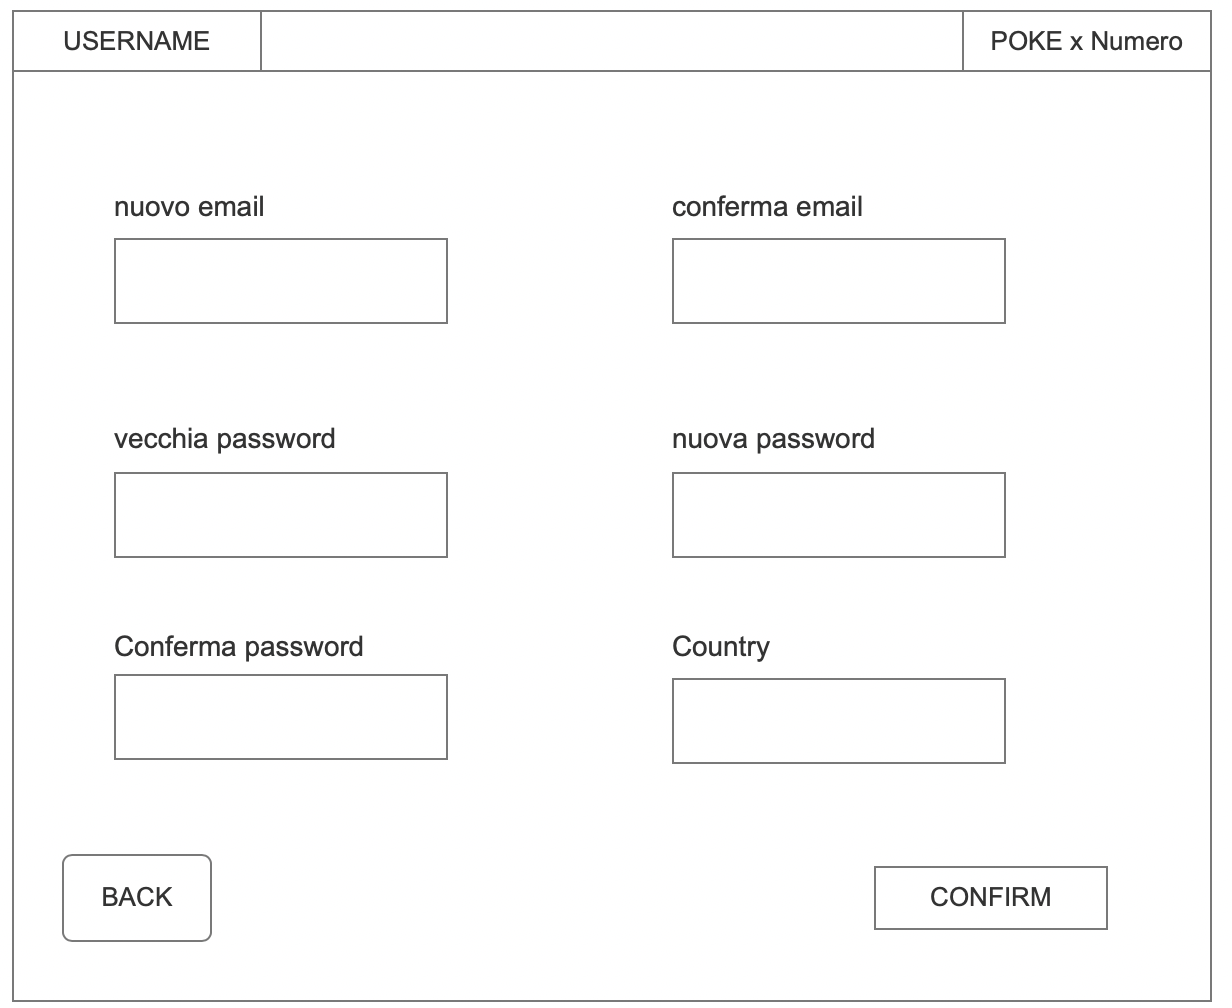 USERNAME
POKE x Numero
nuovo email
conferma email
vecchia password
nuova password
Conferma password
Country
BACK
CONFIRM